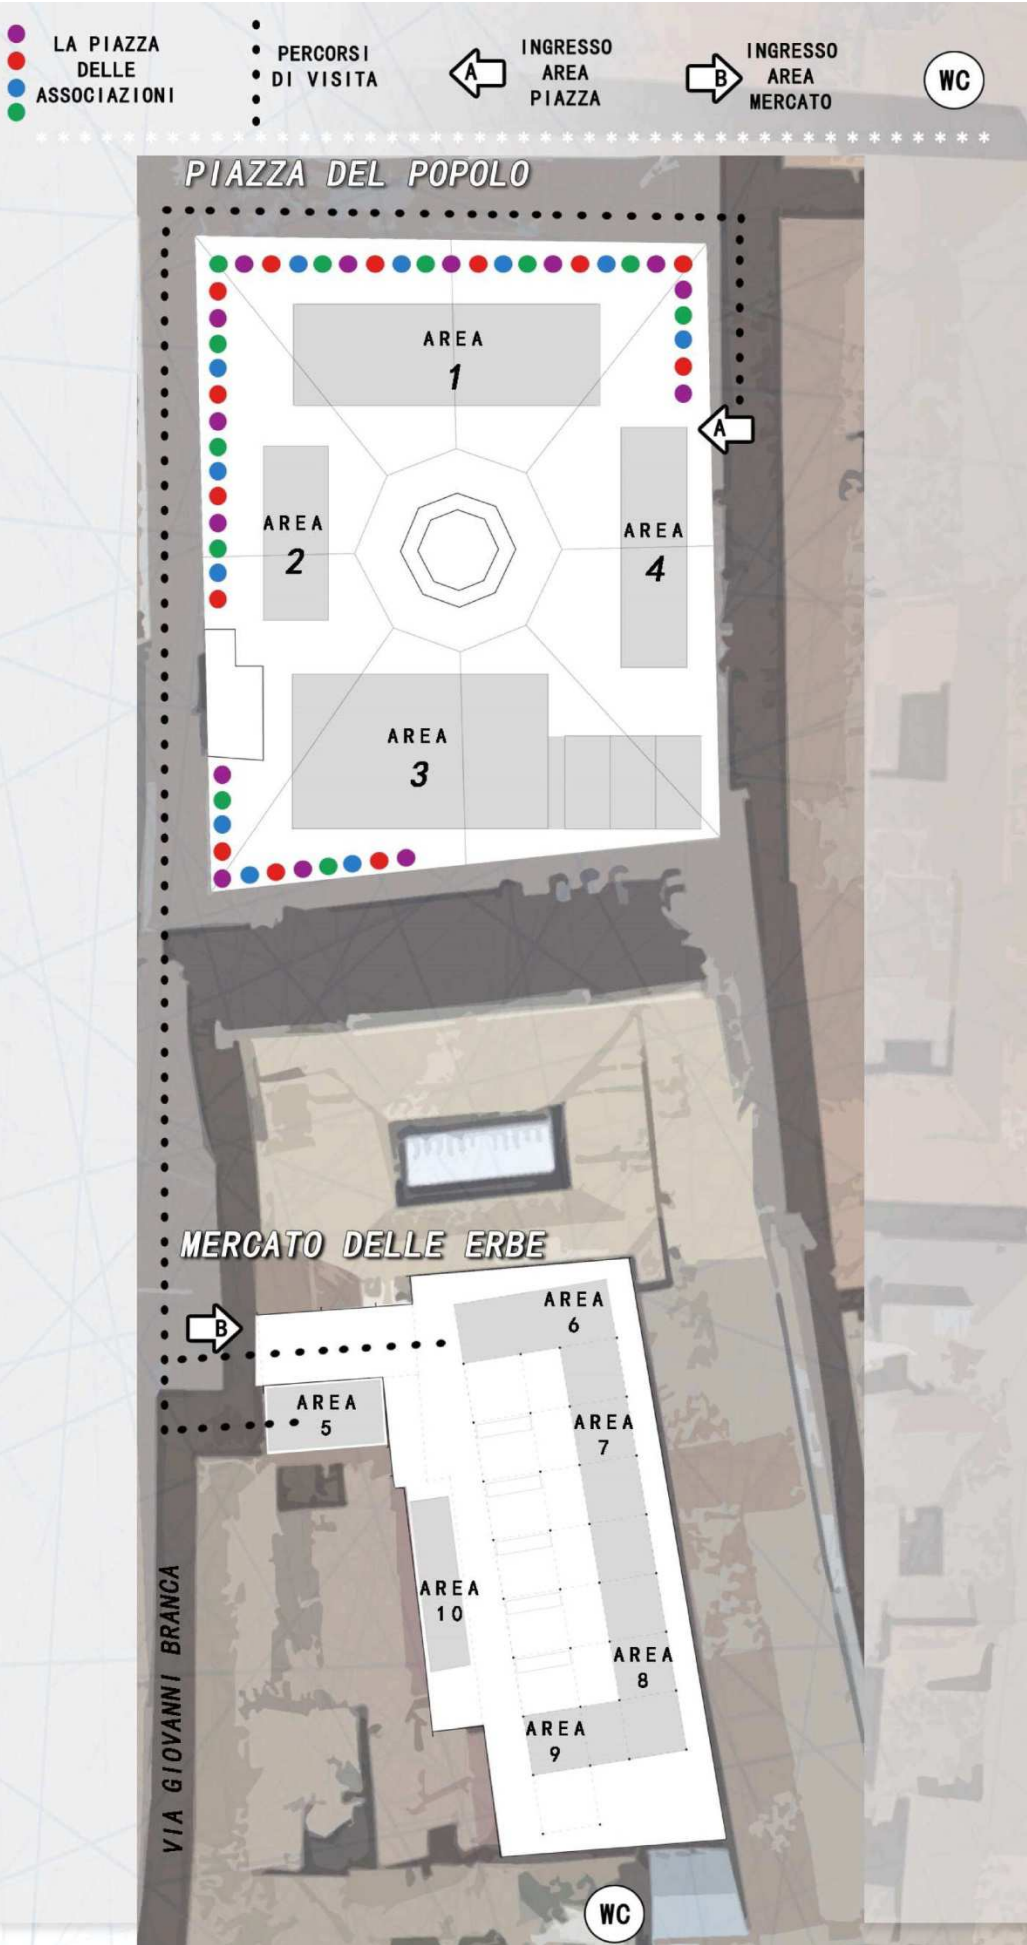 LA PIAZZA
DELLE
ASSOCIAZIONI
PERCORSI
DI VISITA
A
INGRESSO
AREA
PIAZZA
B
INGRESSO
AREA
MERCATO
WC
PIAZZA DEL POPOLO
AREA
1
A
AREA
2
AREA
4
AREA
3
MERCATO DELLE ERBE
B
AREA
6
AREA
5
AREA
7
AREA
10
AREA
8
AREA
9
VIA GIOVANNI BRANCA
WC